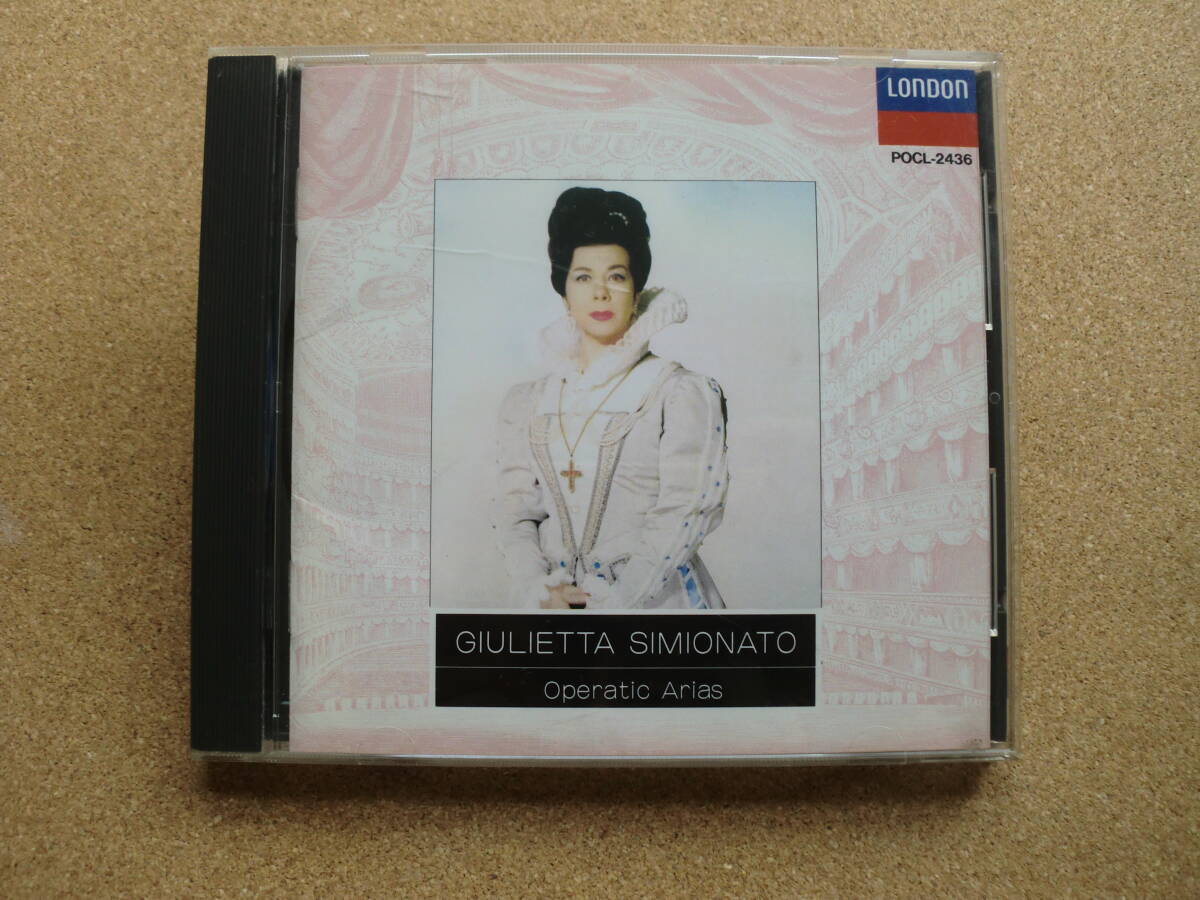 LONDON
POCL-2436
GIULIETTA SIMIONATO
Operatic Arias